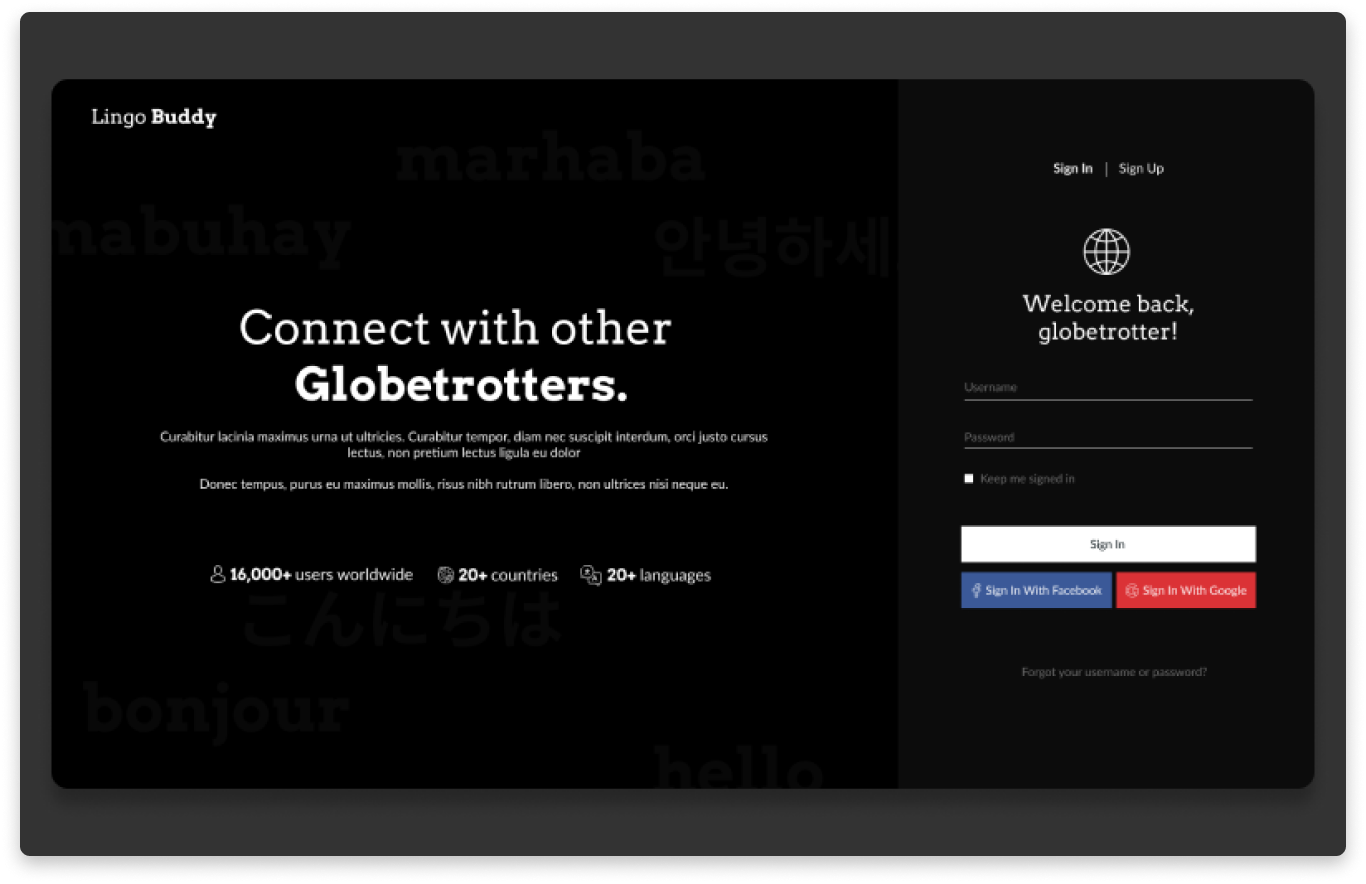 Lingo Buddy
marhaba
mabuhay
안녕하세
Connect with other
Globetrotters.
Curabitur lacinia maximus urna ut ultricies. Curabitur tempor, diam nec suscipit interdum, orci justo cursus
lectus, non pretium lectus ligula eu dolor
Donec tempus, purus eu maximus mollis, risus nibh rutrum libero, non ultrices nisi neque eu.
16,000+ users worldwide
20+ countries
20+ languages
こんにちは
bonjour
hello
Sign In | Sign Up
Welcome back,
globetrotter!
Username
Password
Keep me signed in
Sign In
Sign In With Facebook
Sign In With Google
Forgot your username or password?